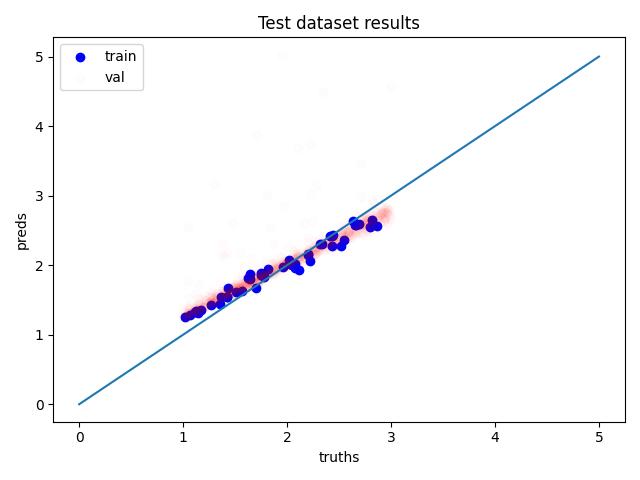 Test dataset results
train
val
5
4
3
2
1
0
preds
0 1 2 3 4 5
truths